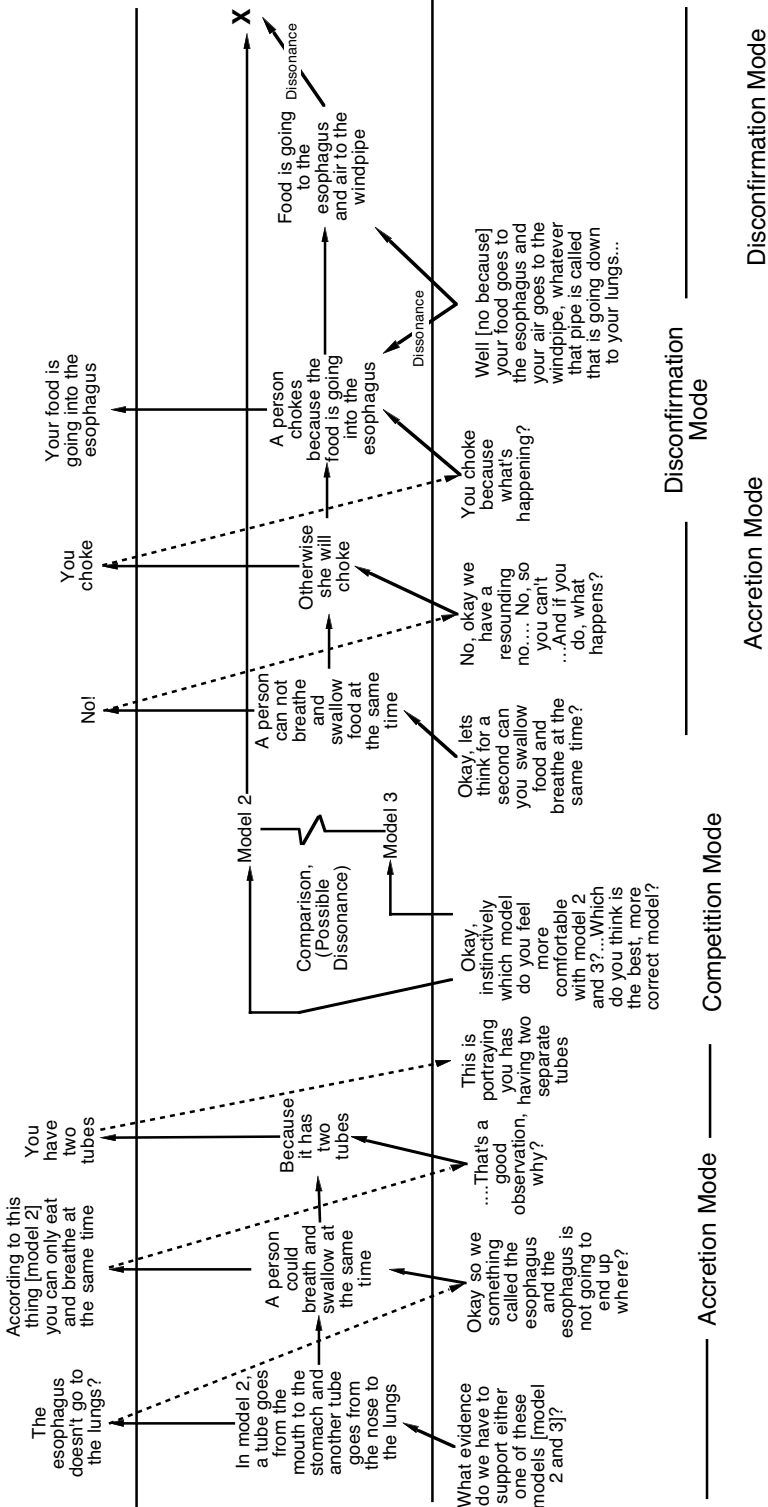 The
esophagus
doesn't go to
the lungs?
According to this
thing [model 2]
you can only eat
and breathe at
the same time
You
have
two
tubes
No!
You
choke
Your food is
going into the
esophagus
In model 2,
a tube goes
from the
mouth to the
stomach and
another tube
goes from
the nose to
the lungs
A person
could
breath and
swallow at
the same
time
Because
it has
two
tubes
Model 2
Comparison,
(Possible
Dissonance)
Model 3
A person
can not
breathe
and
swallow
food at
the same
time
Otherwise
she will
choke
A person
chokes
because the
food is going
into the
esophagus
Food is going
to the
esophagus
and air to the
windpipe
Dissonance
X
What evidence
do we have to
support either
one of these
models [model
2 and 3]?
Okay so we
something
called the
esophagus
and the
esophagus is
not going to
end up
where?
....That's a
good
observation,
why?
This is
portraying
you has
having two
separate
tubes
Okay,
instinctively
which model
do you feel
more
comfortable
with model 2
and 3?...Which
do you think is
the best, more
correct model?
Okay, lets
think for a
second can
you swallow
food and
breathe at the
same time?
No, okay we
have a
resounding
no.... No, so
you can't
....And if you
do, what
happens?
You choke
because
what's
happening?
Dissonance
Well [no because]
your food goes to
the esophagus and
your air goes to the
windpipe, whatever
that pipe is called
that is going down
to your lungs...
Accretion Mode
Competition Mode
Disconfirmation
Mode
Accretion Mode
Disconfirmation Mode